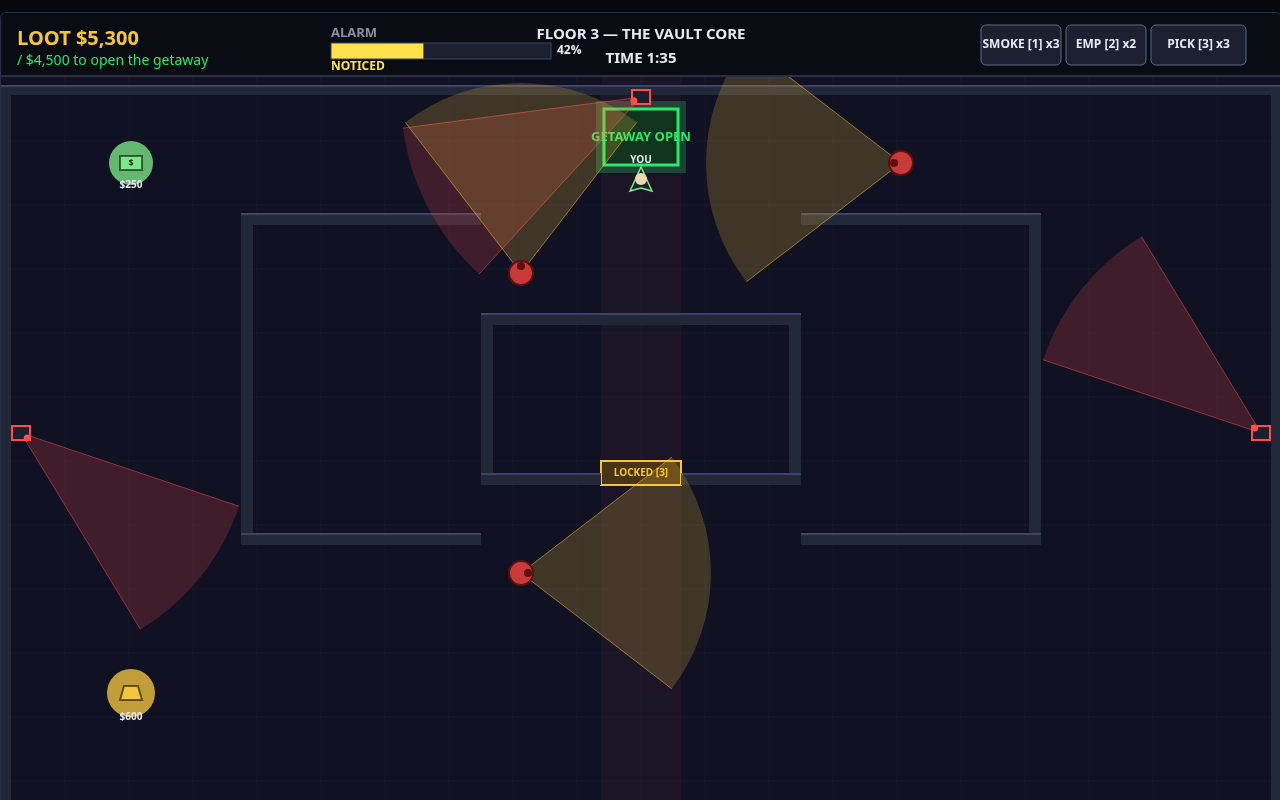 LOOT $5,300
/ $4,500 to open the getaway
ALARM
42%
NOTICED
FLOOR 3 — THE VAULT CORE
TIME 1:35
SMOKE [1] x3
EMP [2] x2
PICK [3] x3
GETAWAY OPEN
YOU
$
$250
LOCKED [3]
$600